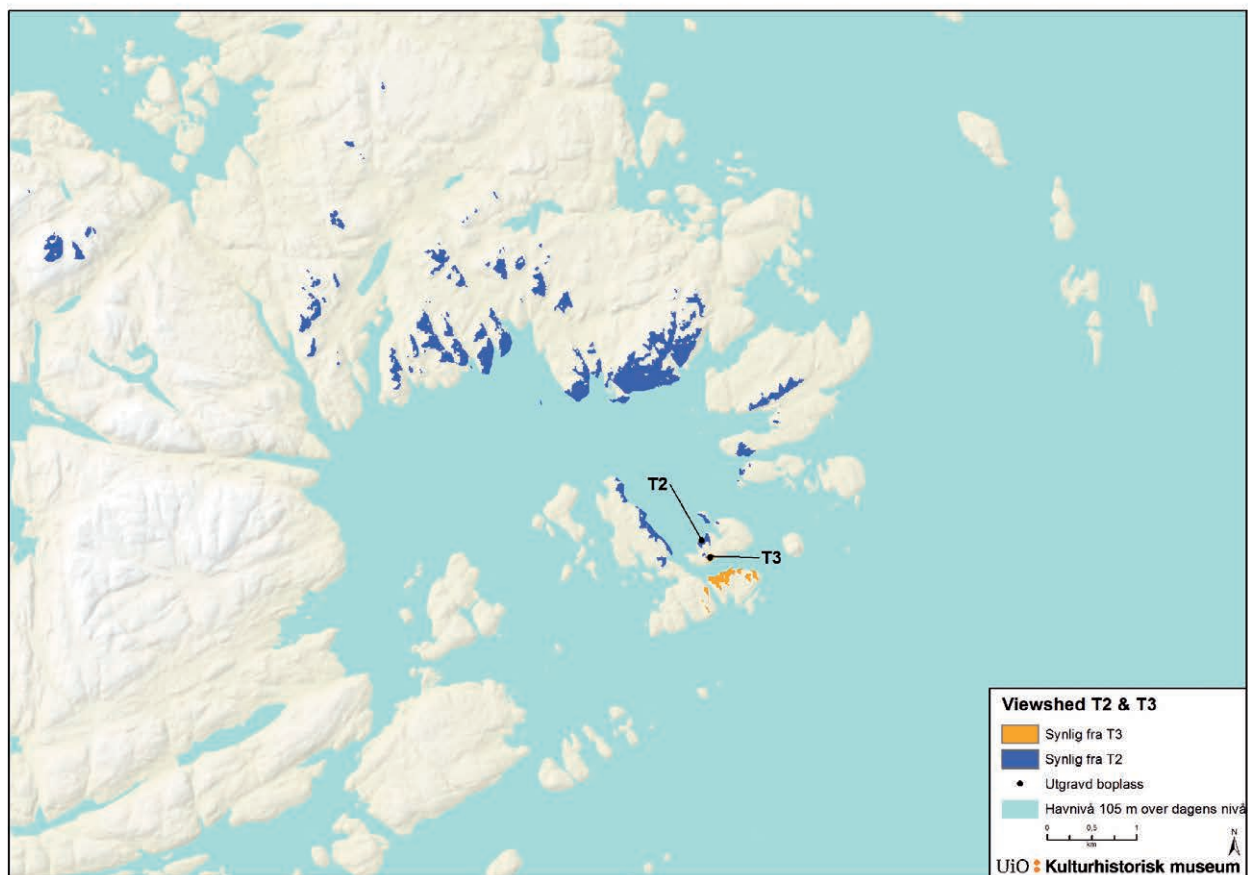 T2
T3
Viewshed T2 & T3
Synlig fra T3
Synlig fra T2
Utgravd boplass
Havnivå 105 m over dagens nivå
0 0,5 1
km
N
UiO Kulturhistorisk museum